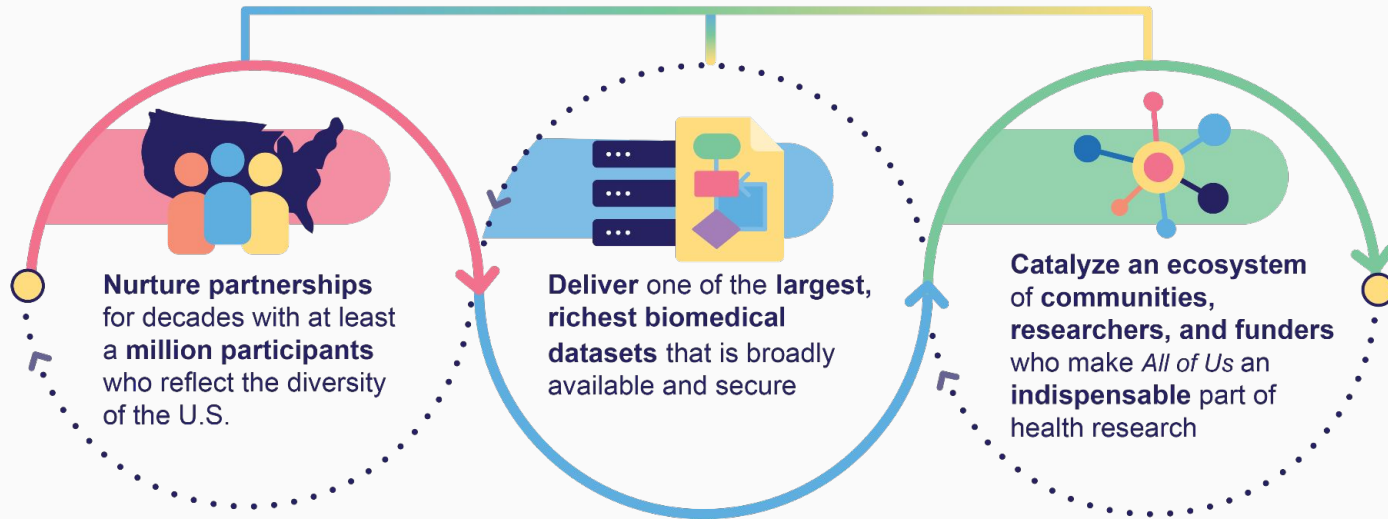 Nurture partnerships
for decades with at least
a million participants
who reflect the diversity
of the U.S.
Deliver one of the largest,
richest biomedical
datasets that is broadly
available and secure
Catalyze an ecosystem
of communities,
researchers, and funders
who make All of Us an
indispensable part of
health research